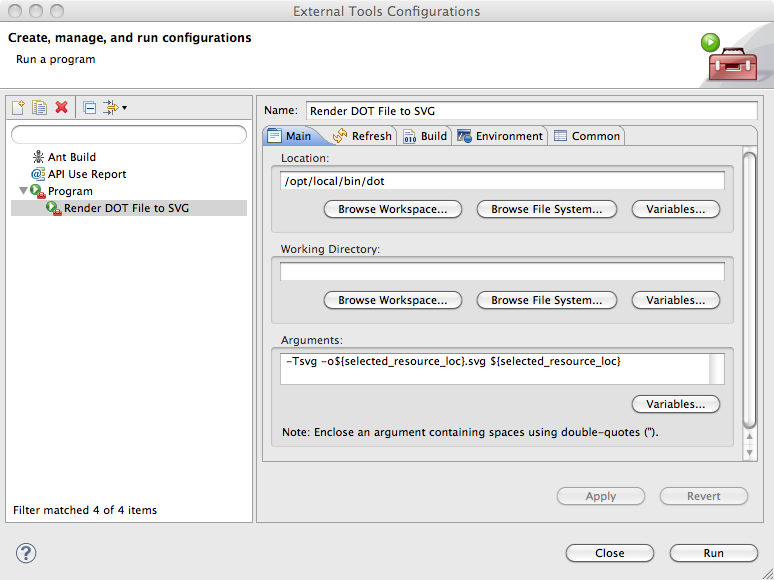 External Tools Configurations
Create, manage, and run configurations
Run a program
Name: Render DOT File to SVG
Main Refresh Build Environment Common
Ant Build
API Use Report
Program
Render DOT File to SVG
Filter matched 4 of 4 items
Location:
/opt/local/bin/dot
Browse Workspace... Browse File System... Variables...
Working Directory:
Browse Workspace... Browse File System... Variables...
Arguments:
-Tsvg -o${selected_resource_loc}.svg ${selected_resource_loc}
Variables...
Note: Enclose an argument containing spaces using double-quotes (").
Apply Revert
? Close Run